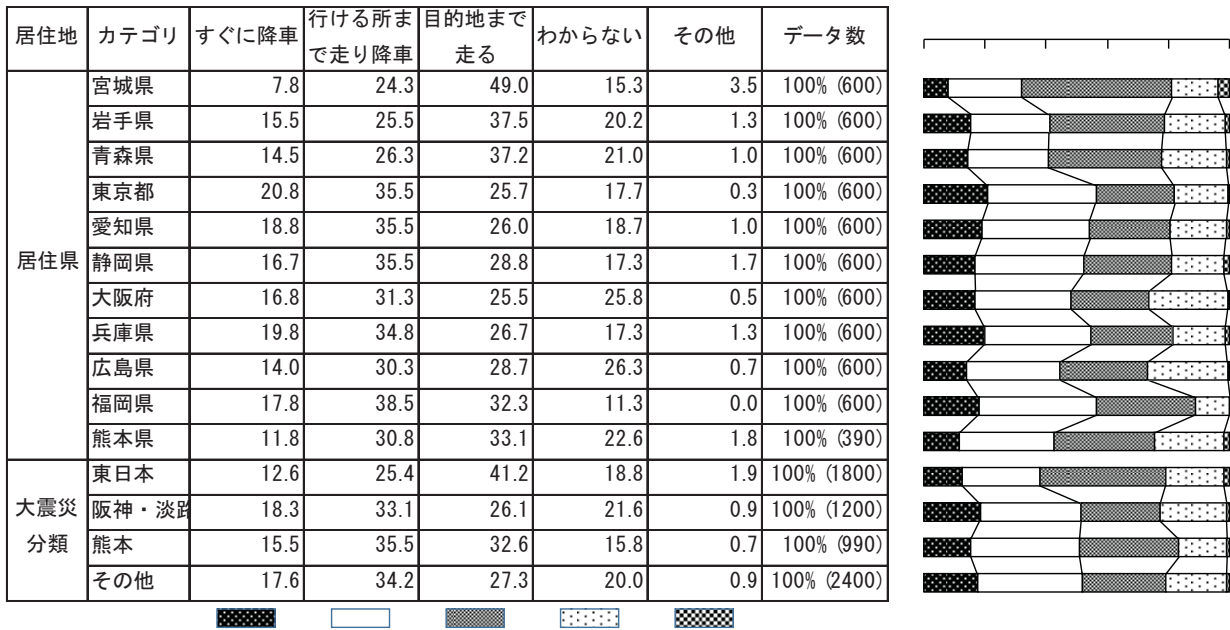 居住地 カテゴリ すぐに降車 行ける所まで走り降車 目的地まで走る わからない その他 データ数
居住県
宮城県 7.8 24.3 49.0 15.3 3.5 100% (600)
岩手県 15.5 25.5 37.5 20.2 1.3 100% (600)
青森県 14.5 26.3 37.2 21.0 1.0 100% (600)
東京都 20.8 35.5 25.7 17.7 0.3 100% (600)
愛知県 18.8 35.5 26.0 18.7 1.0 100% (600)
静岡県 16.7 35.5 28.8 17.3 1.7 100% (600)
大阪府 16.8 31.3 25.5 25.8 0.5 100% (600)
兵庫県 19.8 34.8 26.7 17.3 1.3 100% (600)
広島県 14.0 30.3 28.7 26.3 0.7 100% (600)
福岡県 17.8 38.5 32.3 11.3 0.0 100% (600)
熊本県 11.8 30.8 33.1 22.6 1.8 100% (390)
大震災
分類
東日本 12.6 25.4 41.2 18.8 1.9 100% (1800)
阪神・淡路 18.3 33.1 26.1 21.6 0.9 100% (1200)
熊本 15.5 35.5 32.6 15.8 0.7 100% (990)
その他 17.6 34.2 27.3 20.0 0.9 100% (2400)